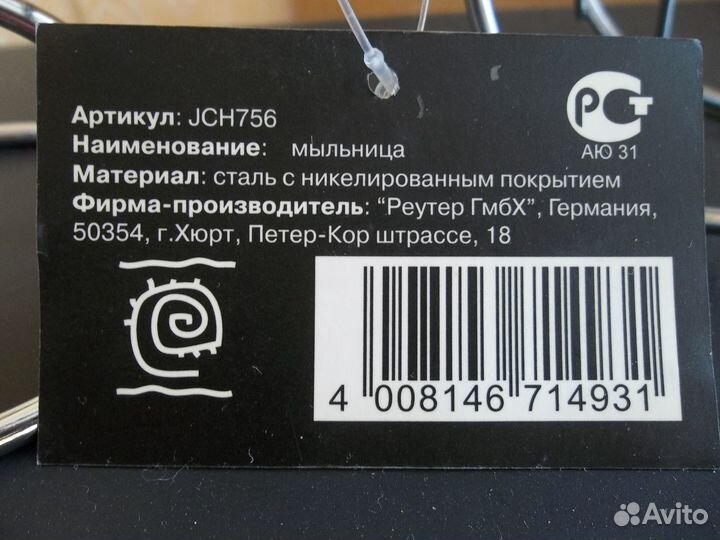 Артикул: JCH756
Наименование: мыльница
Материал: сталь с никелированным покрытием
Фирма-производитель: “Реутер ГмбХ”, Германия,
50354, г.Хюрт, Петер-Кор штрассе, 18
РСТ
АЮ 31
4 008146 714931
Avito